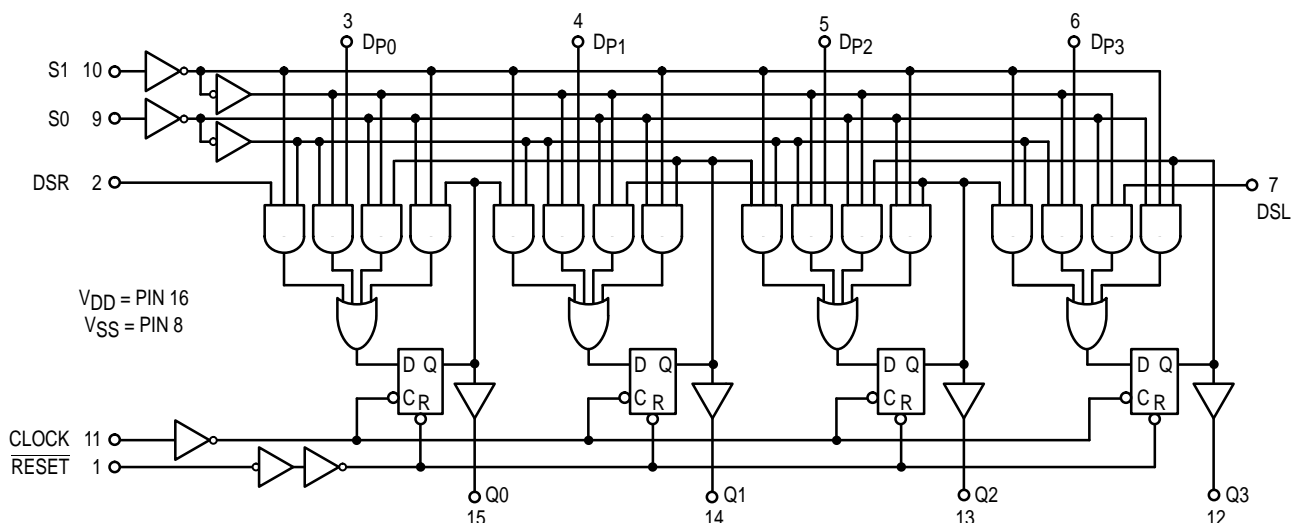 3 4 5 6
DP0 DP1 DP2 DP3
S1 10
S0 9
DSR 2
7
DSL
VDD = PIN 16
VSS = PIN 8
D Q D Q D Q D Q
C R C R C R C R
CLOCK 11
RESET 1
Q0 Q1 Q2 Q3
15 14 13 12